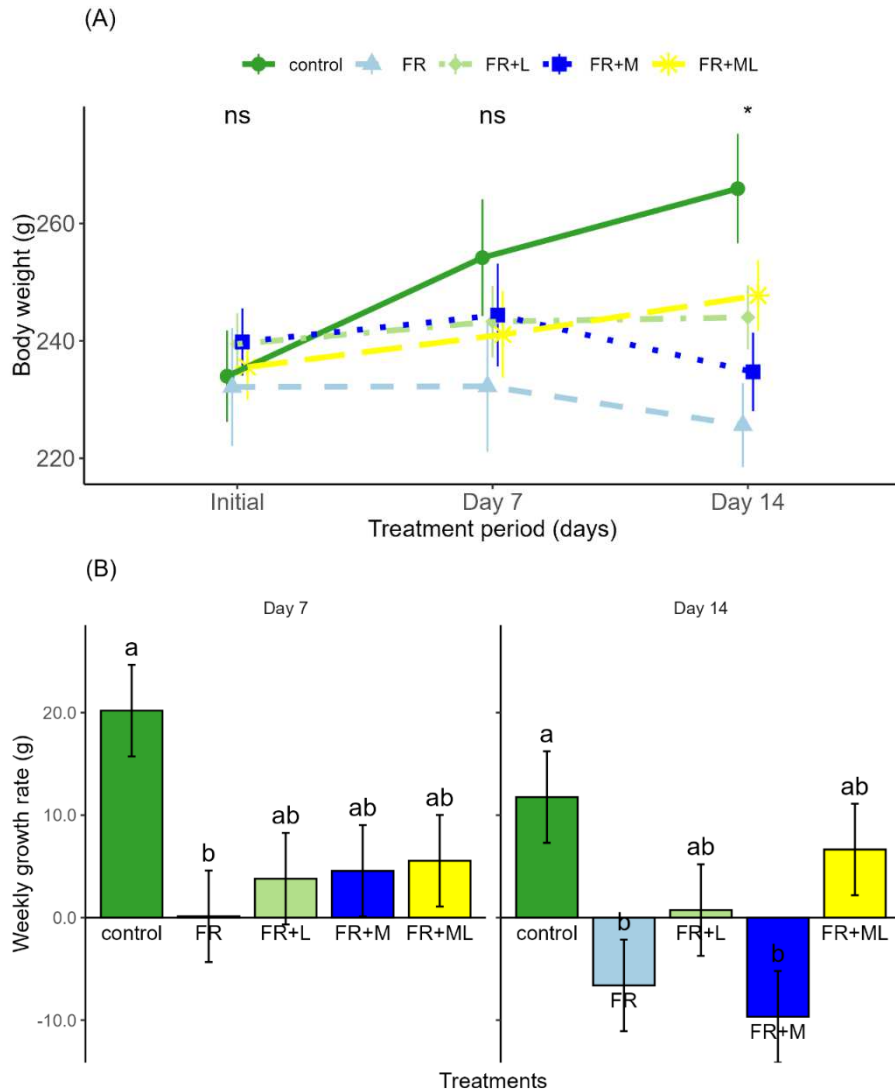 (A)
control FR FR+L FR+M FR+ML
ns ns *
Body weight (g)
260
240
220
Initial Day 7 Day 14
Treatment period (days)
(B)
Day 7 Day 14
Weekly growth rate (g)
20.0
10.0
0.0
-10.0
a b ab ab ab
control FR FR+L FR+M FR+ML
a b ab b ab
control FR FR+L FR+M FR+ML
Treatments